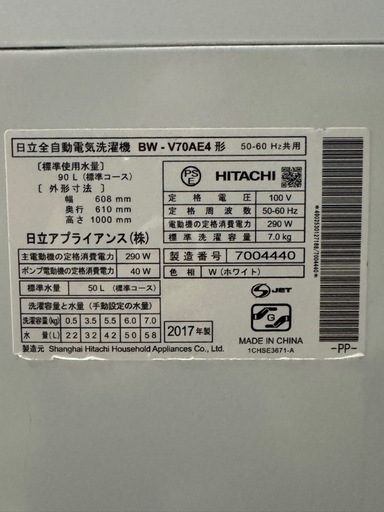 日立全自動電気洗濯機 BW-V70AE4 形 50-60 Hz共用
[標準使用水量]
90 L (標準コース)
[外形寸法]
幅 608 mm
奥行 610 mm
高さ 1000 mm
日立アプライアンス(株)
主電動機の定格消費電力 290 W
ポンプ電動機の定格消費電力 40 W
標準水量 50 L (標準コース)
洗濯容量と水量 (手動設定の水量)
洗濯容量(kg) 0.5 3.5 5.5 6.0 7.0
水量(L) 22 32 42 50 58
製造元 Shanghai Hitachi Household Appliances Co., Ltd.
PS E
HITACHI
定格電圧 100 V
定格周波数 50-60 Hz
電動機の定格消費電力 290 W
標準洗濯容量 7.0 kg
製造番号 7004440
色相 W (ホワイト)
JET
2017年製
G
MADE IN CHINA
1CHSE3671-A
-PP-